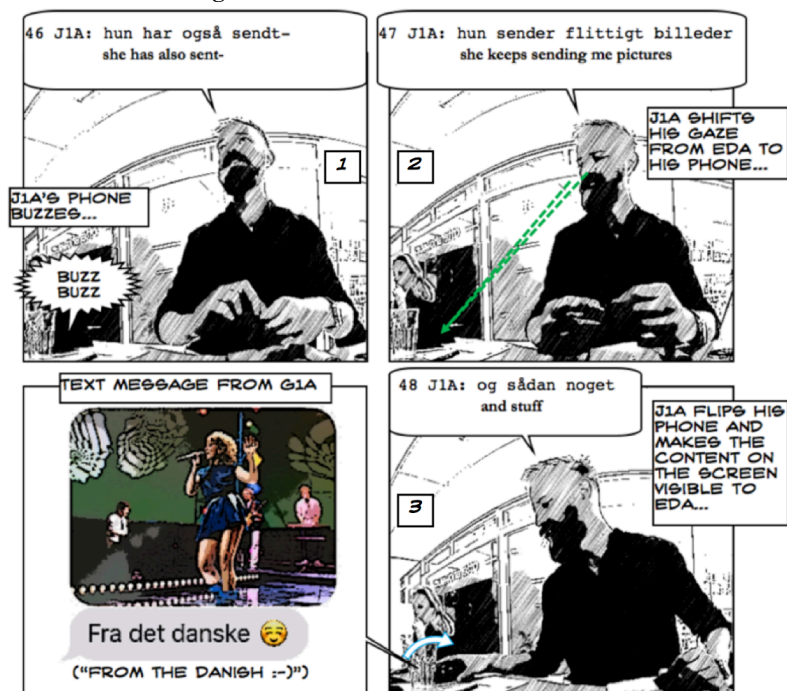 46 J1A: hun har også sendt-
she has also sent-
1
J1A'S PHONE
BUZZES...
BUZZ
BUZZ
47 J1A: hun sender flittigt billeder
she keeps sending me pictures
2
J1A SHIFTS
HIS GAZE
FROM EDA TO
HIS PHONE...
TEXT MESSAGE FROM G1A
Fra det danske ☺️
("FROM THE DANISH :-)")
48 J1A: og sådan noget
and stuff
3
J1A FLIPS HIS
PHONE AND
MAKES THE
CONTENT ON
THE SCREEN
VISIBLE TO
EDA...